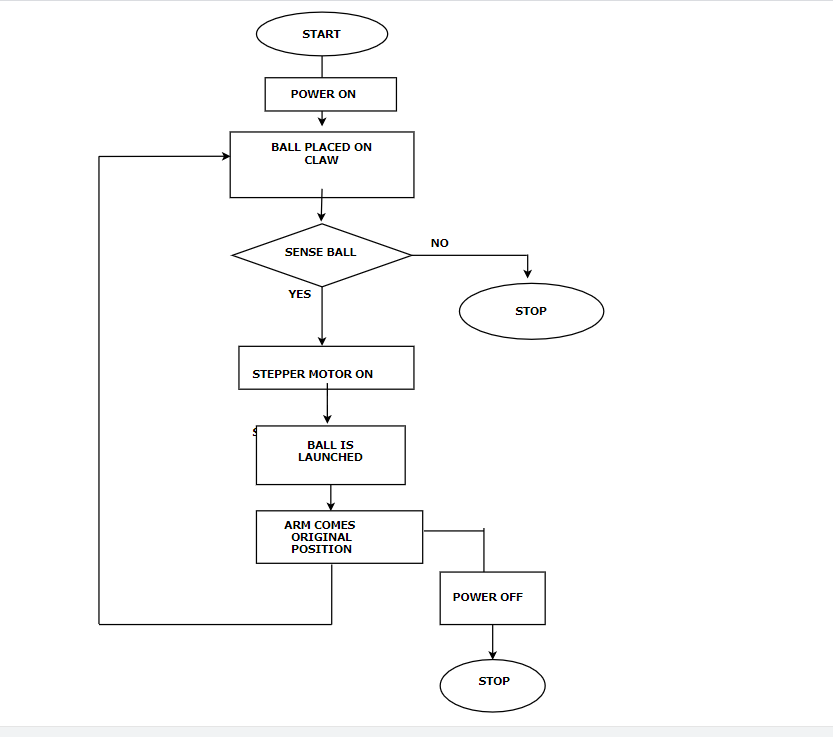 START
POWER ON
BALL PLACED ON
CLAW
SENSE BALL
NO
YES
STOP
STEPPER MOTOR ON
BALL IS
LAUNCHED
ARM COMES
ORIGINAL
POSITION
POWER OFF
STOP